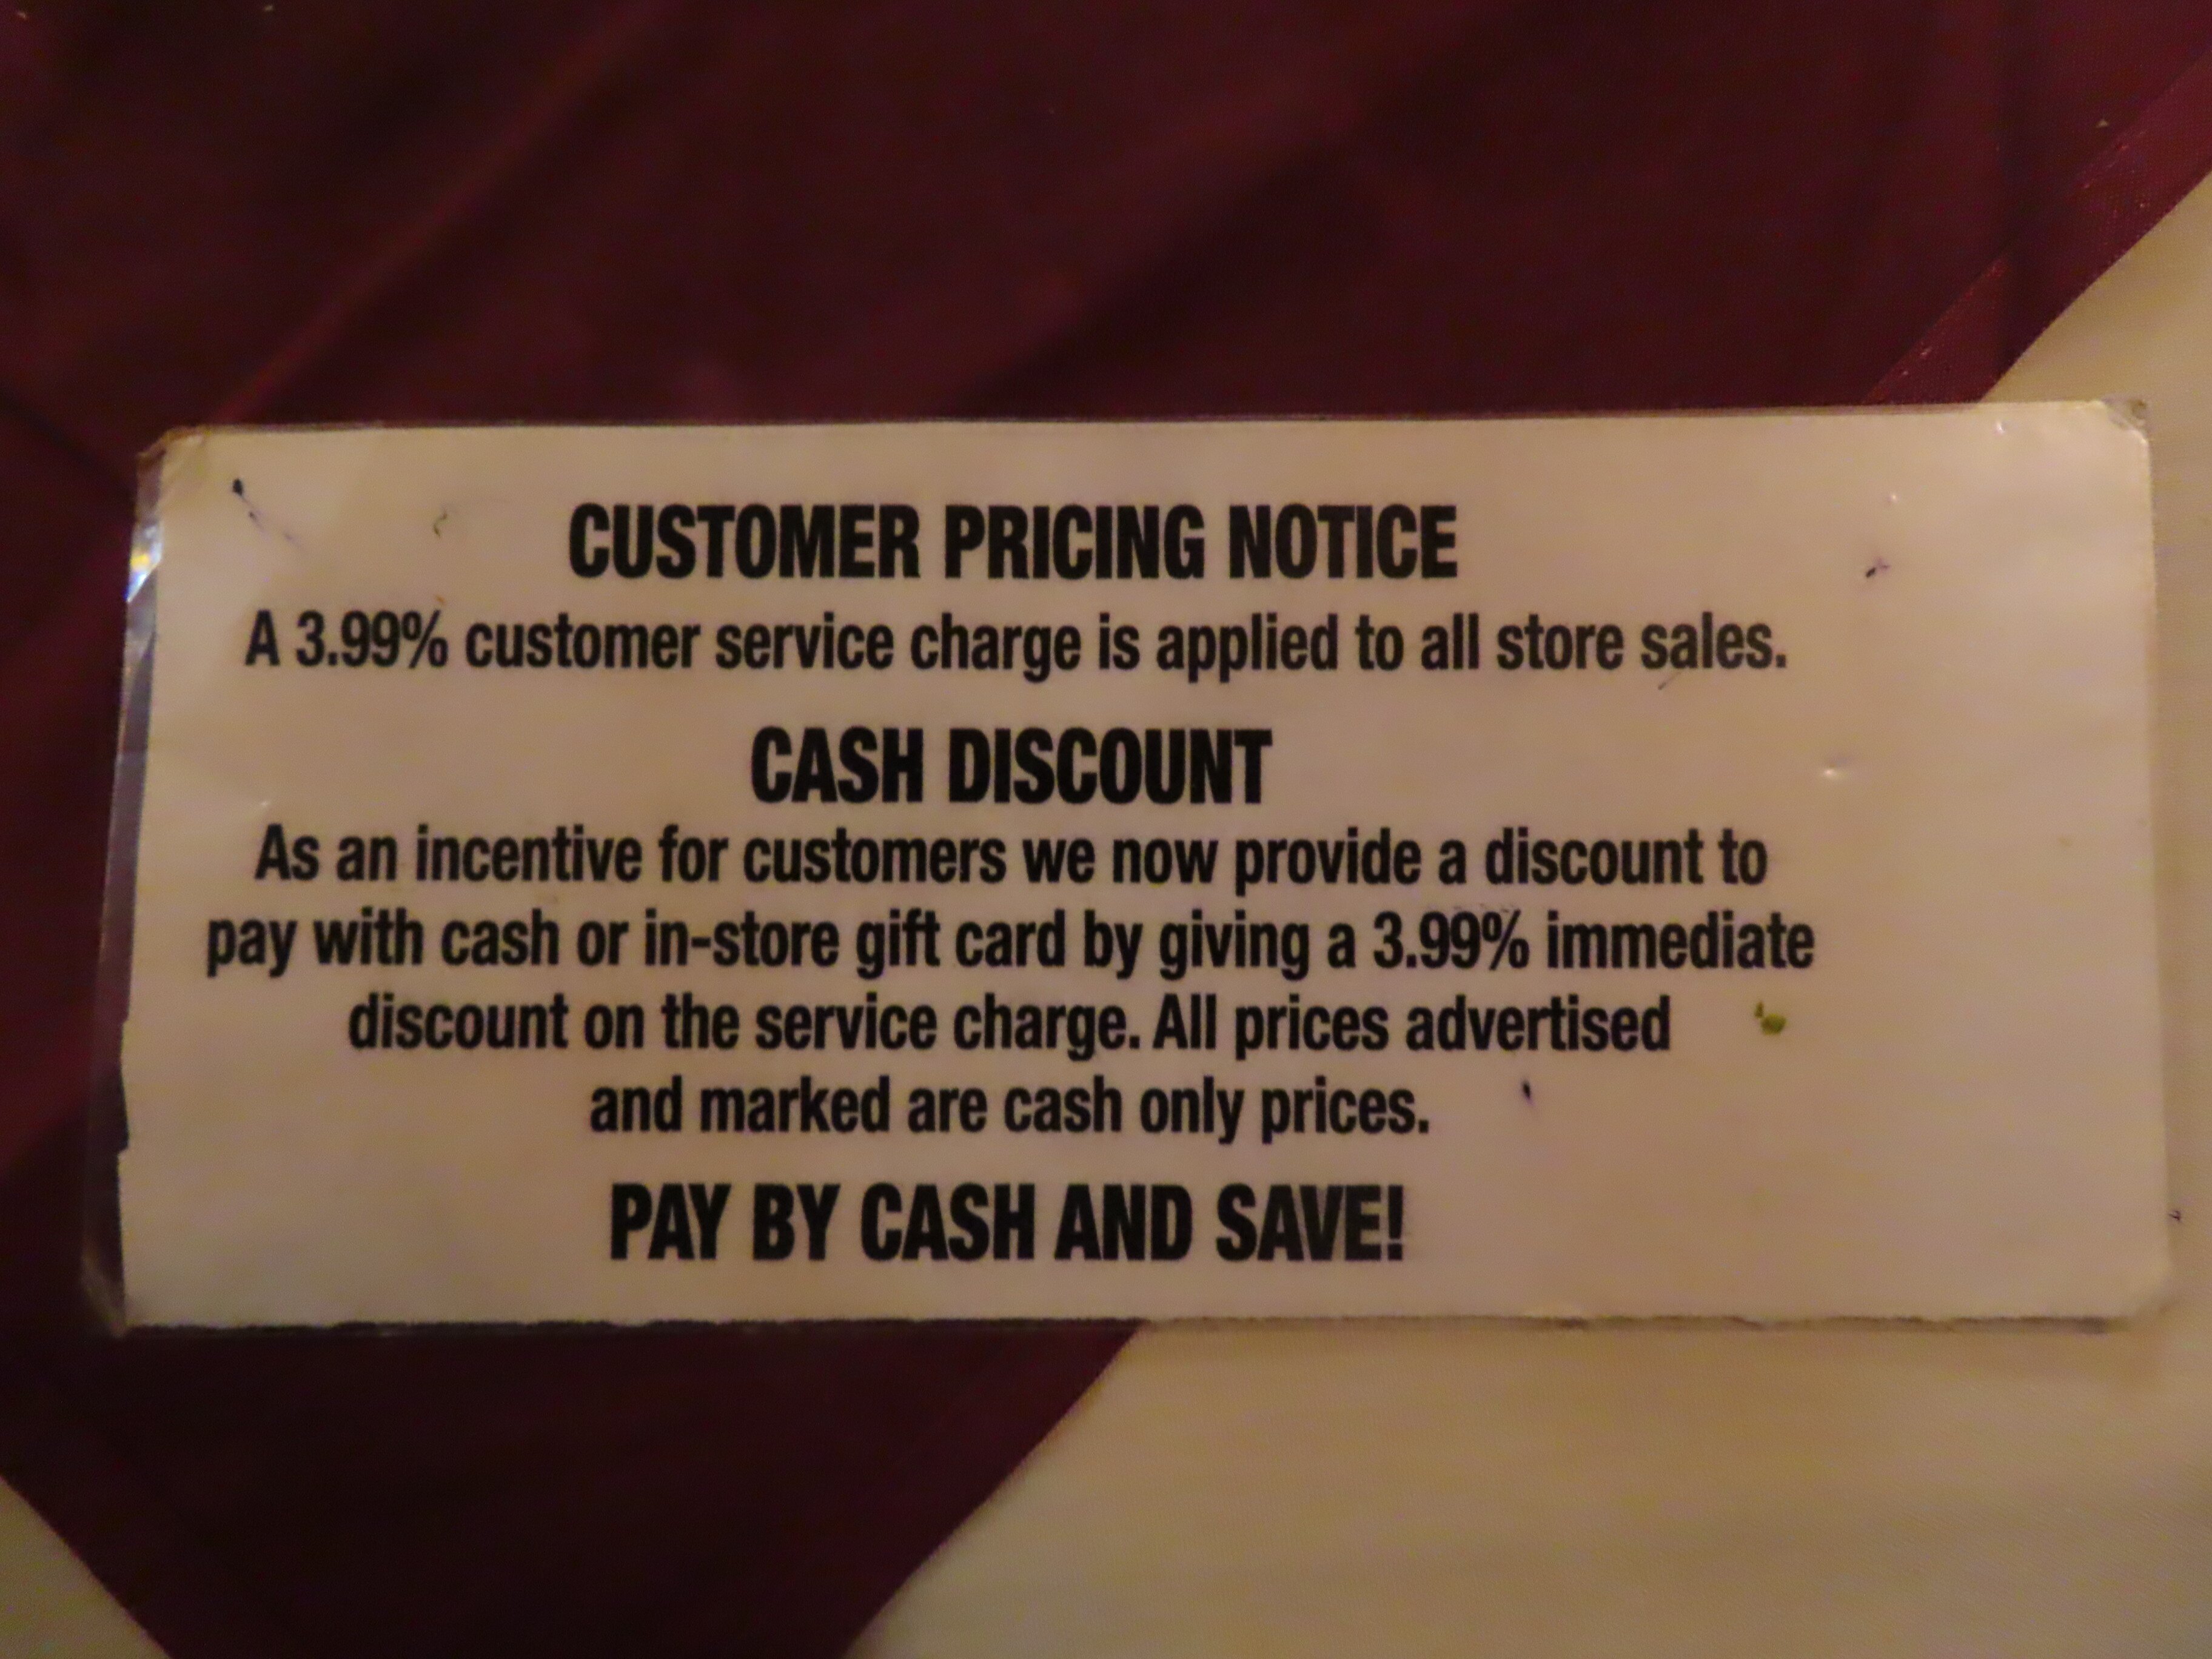 CUSTOMER PRICING NOTICE
A 3.99% customer service charge is applied to all store sales.
CASH DISCOUNT
As an incentive for customers we now provide a discount to
pay with cash or in-store gift card by giving a 3.99% immediate
discount on the service charge. All prices advertised
and marked are cash only prices.
PAY BY CASH AND SAVE!